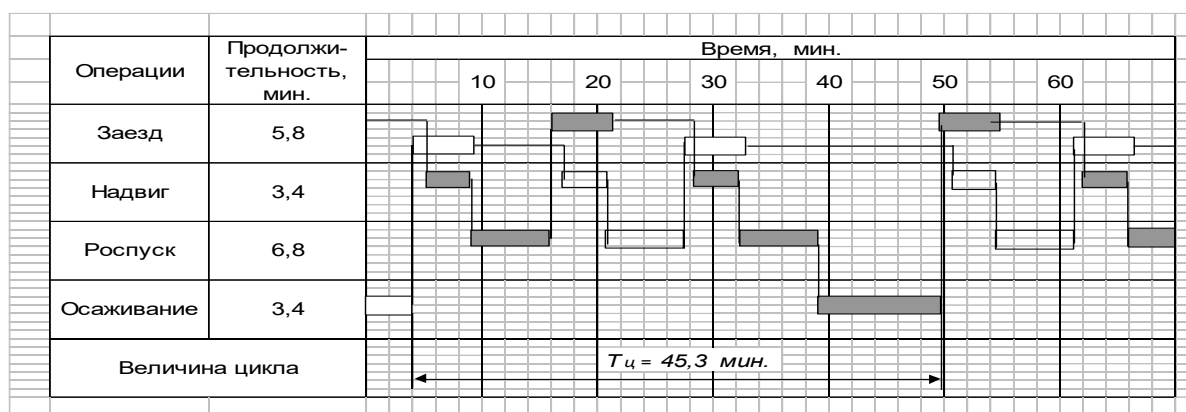 Операции
Продолжи-
тельность,
мин.
Время, мин.
10 20 30 40 50 60
Заезд 5,8
Надвиг 3,4
Роспуск 6,8
Осаживание 3,4
Величина цикла
Тц = 45,3 мин.